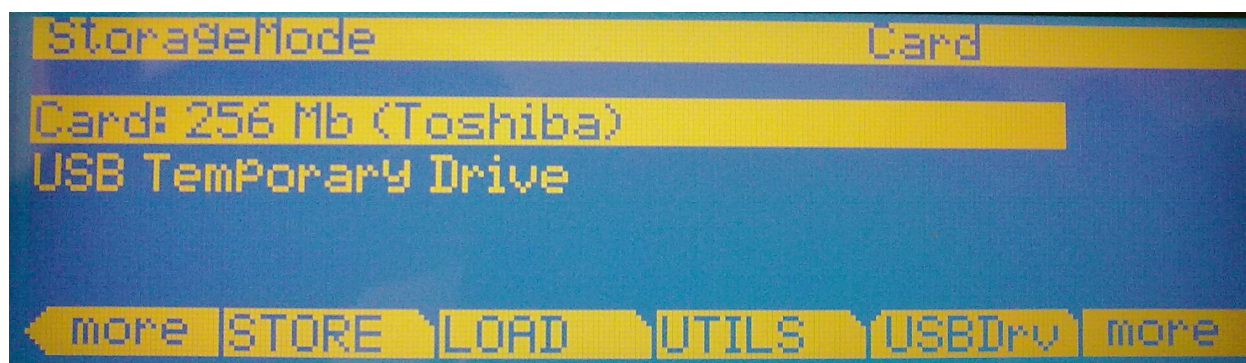 StorageMode Card
Card: 256 Mb (Toshiba)
USB Temporary Drive
more STORE LOAD UTILS USBDrv more